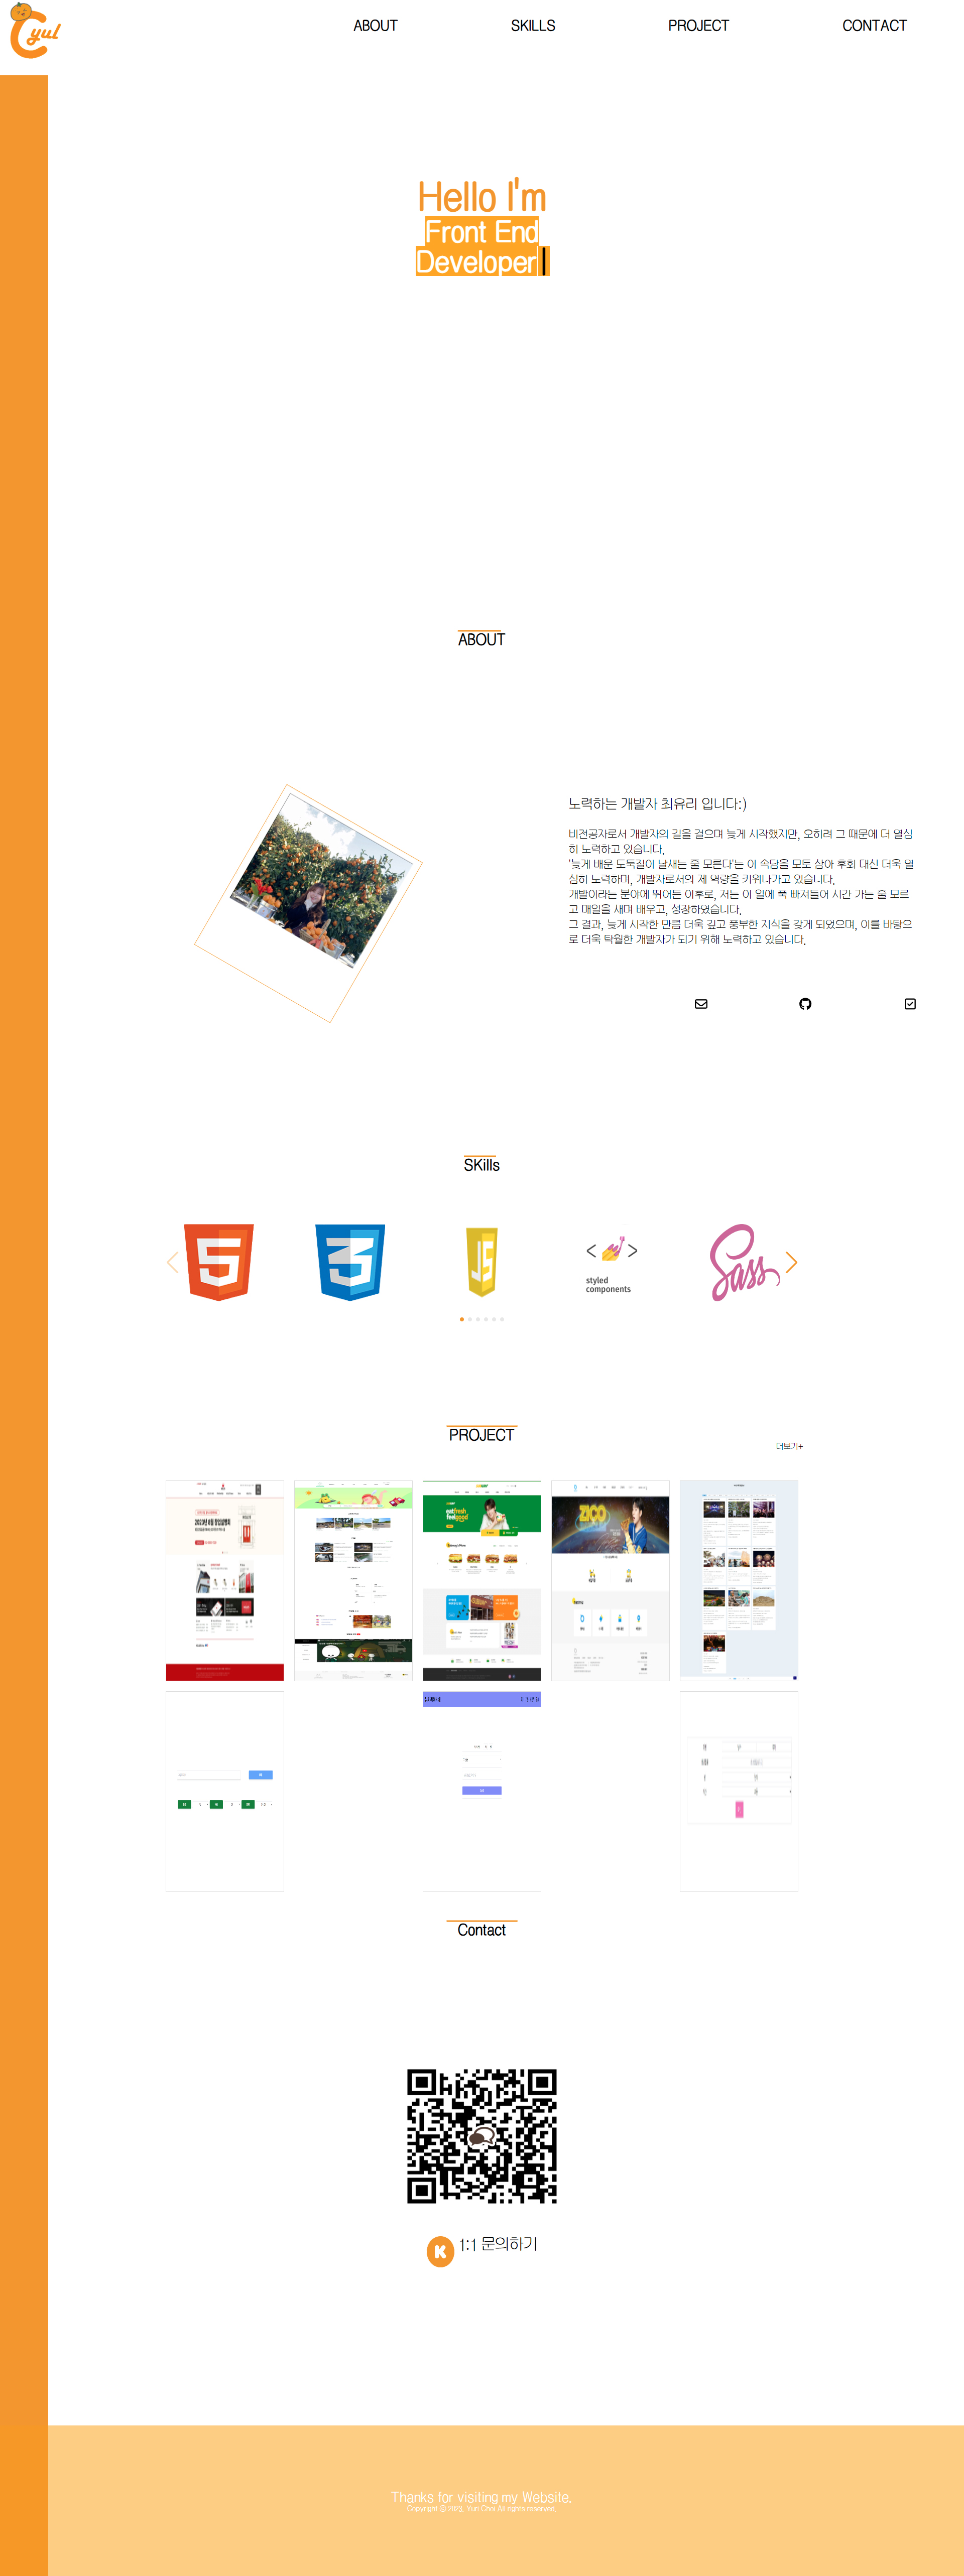 Cyul
ABOUT
SKILLS
PROJECT
CONTACT
Hello I'm
Front End
Developer
ABOUT
노력하는 개발자 최유리 입니다:)
비전공자로서 개발자의 길을 걸으며 늦게 시작했지만, 오히려 그 때문에 더 열심
히 노력하고 있습니다.
'늦게 배운 도둑질이 날새는 줄 모른다'는 이 속담을 모토 삼아 후회 대신 더욱 열
심히 노력하며, 개발자로서의 제 역량을 키워나가고 있습니다.
개발이라는 분야에 뛰어든 이후로, 저는 이 일에 푹 빠져들어 시간 가는 줄 모르
고 매일을 새며 배우고, 성장하였습니다.
그 결과, 늦게 시작한 만큼 더욱 깊고 풍부한 지식을 갖게 되었으며, 이를 바탕으
로 더욱 탁월한 개발자가 되기 위해 노력하고 있습니다.
SKills
5
3
JS
< >
styled
components
Sass
PROJECT
더보기+
eatfresh
feelgood
ZICO
Contact
K 1:1 문의하기
Thanks for visiting my Website.
Copyright © 2023. Yuri Choi All rights reserved.